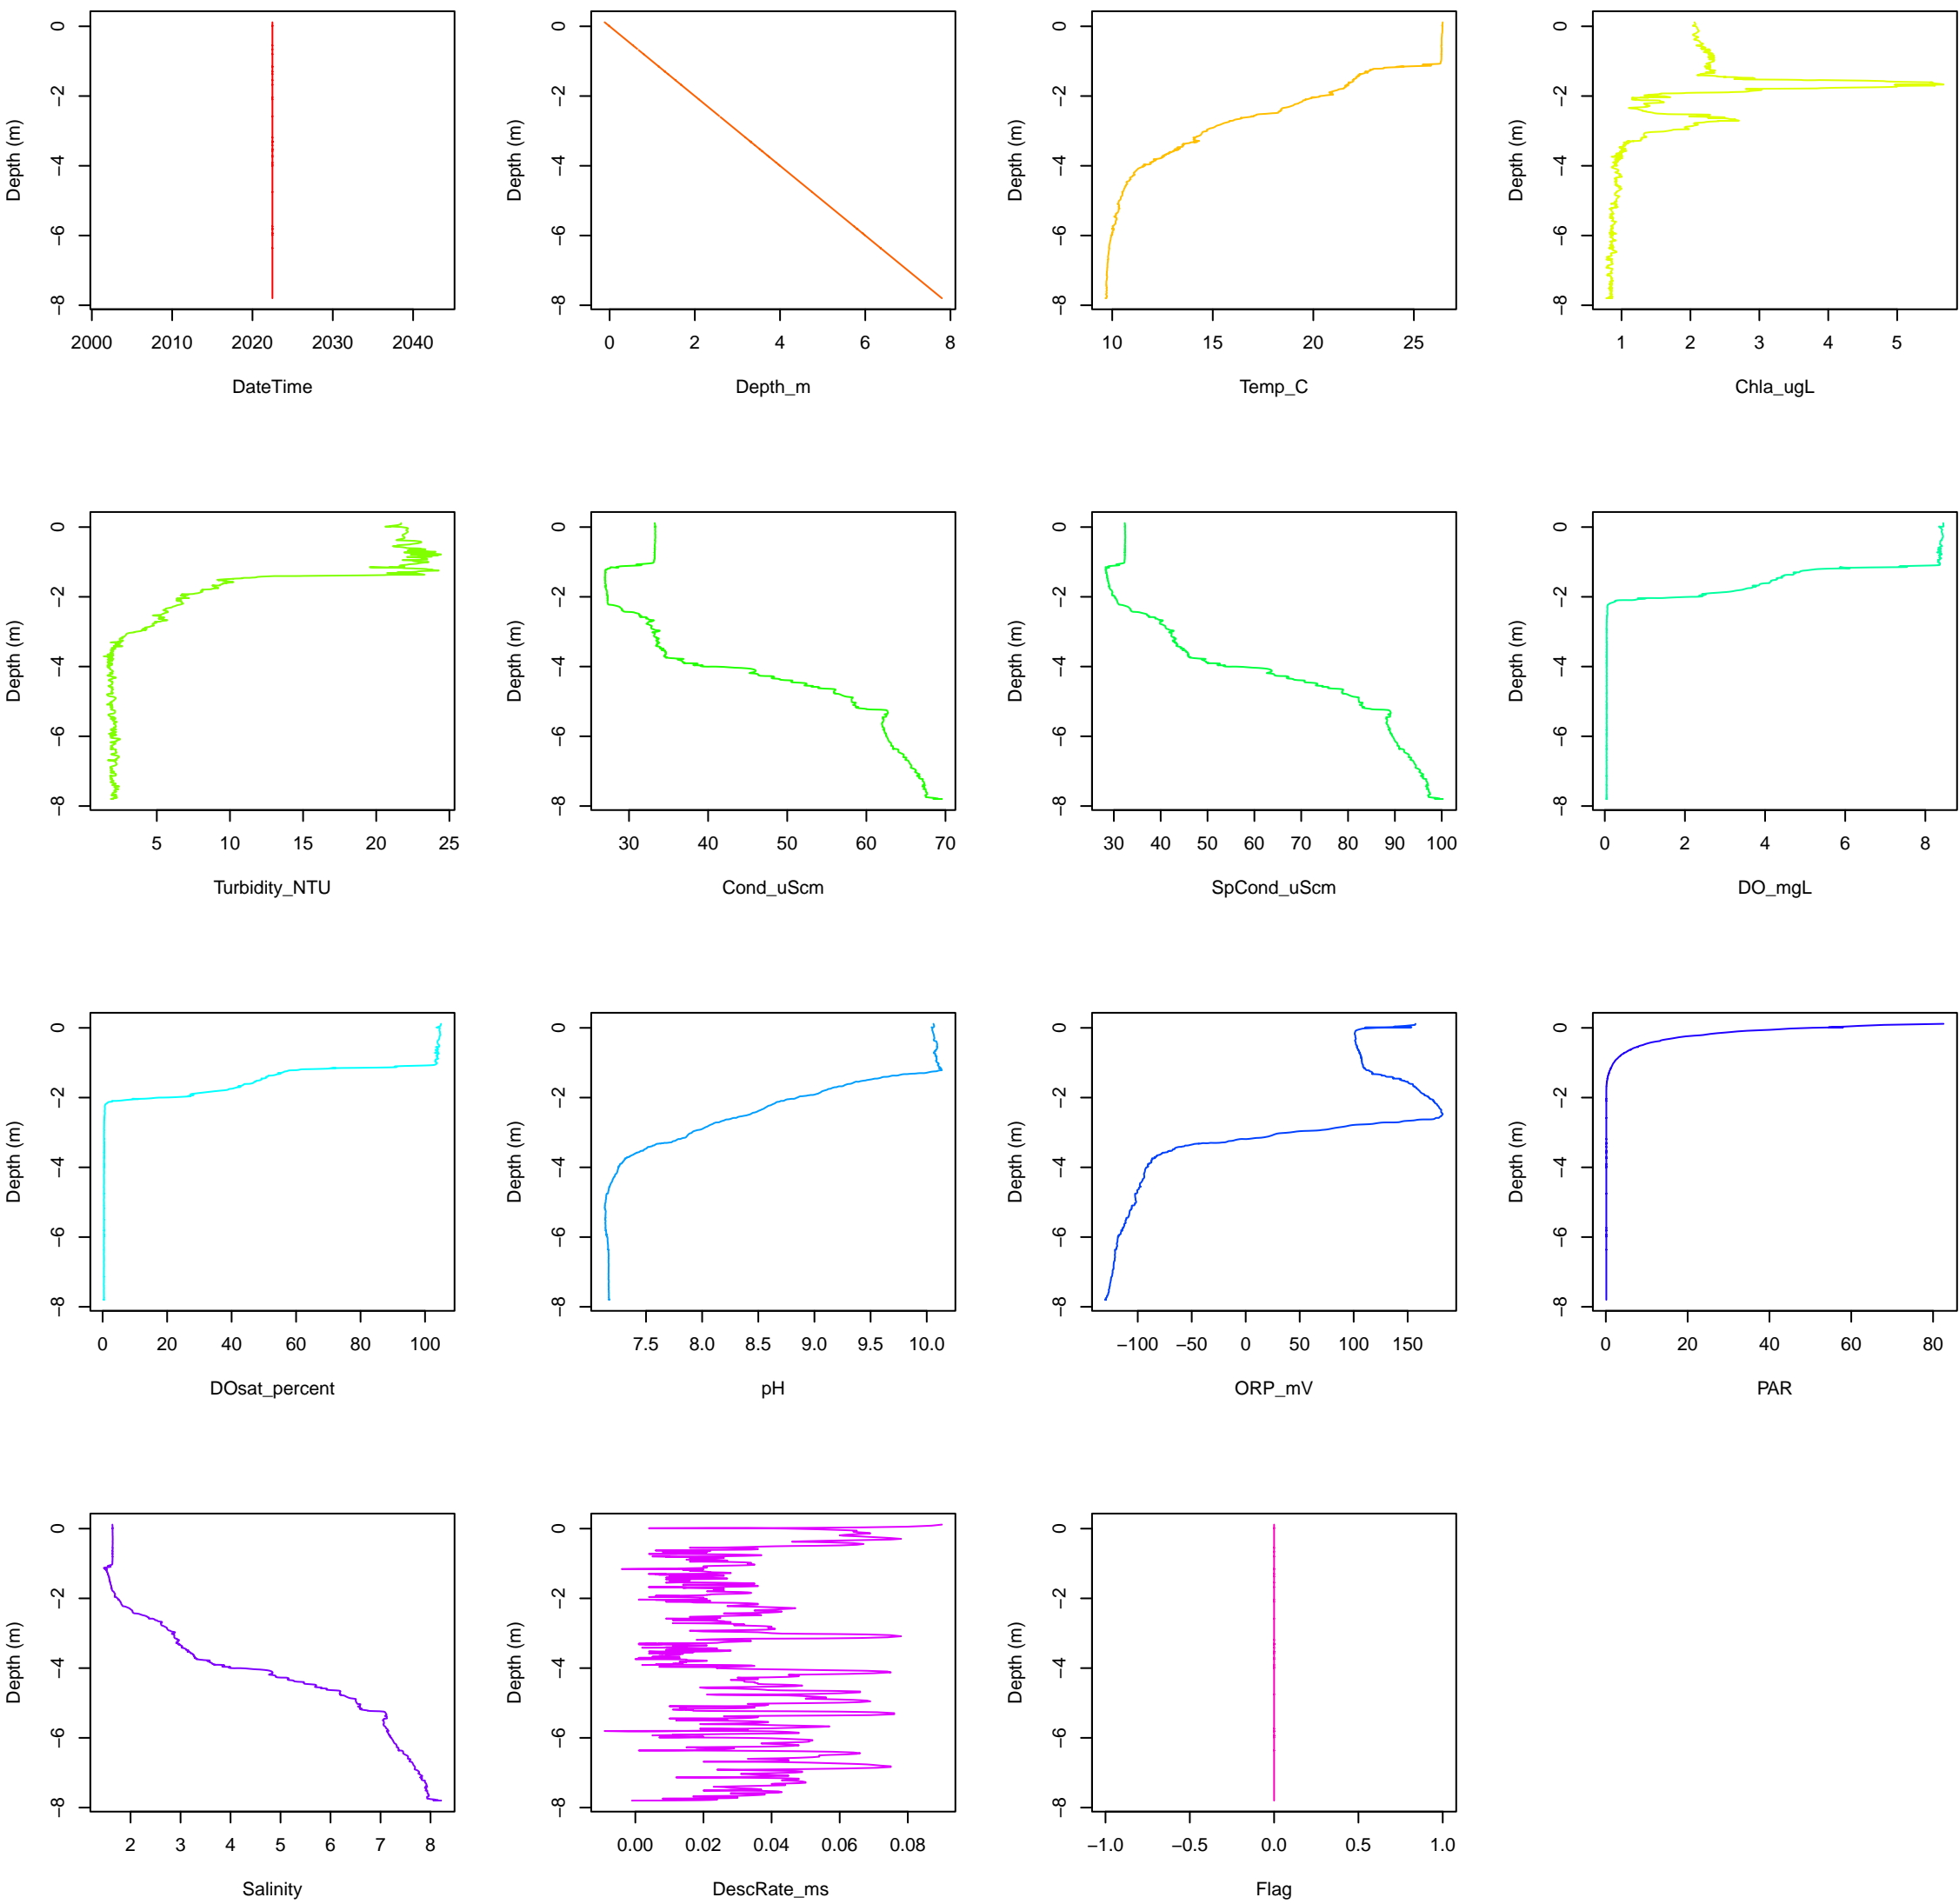 Depth (m)
0
−2
−4
−6
−8
2000 2010 2020 2030 2040
DateTime
Depth (m)
0
−2
−4
−6
−8
0 2 4 6 8
Depth_m
Depth (m)
0
−2
−4
−6
−8
10 15 20 25
Temp_C
Depth (m)
0
−2
−4
−6
−8
1 2 3 4 5
Chla_ugL
Depth (m)
0
−2
−4
−6
−8
5 10 15 20 25
Turbidity_NTU
Depth (m)
0
−2
−4
−6
−8
30 40 50 60 70
Cond_uScm
Depth (m)
0
−2
−4
−6
−8
30 40 50 60 70 80 90 100
SpCond_uScm
Depth (m)
0
−2
−4
−6
−8
0 2 4 6 8
DO_mgL
Depth (m)
0
−2
−4
−6
−8
0 20 40 60 80 100
DOsat_percent
Depth (m)
0
−2
−4
−6
−8
7.5 8.0 8.5 9.0 9.5 10.0
pH
Depth (m)
0
−2
−4
−6
−8
−100 −50 0 50 100 150
ORP_mV
Depth (m)
0
−2
−4
−6
−8
0 20 40 60 80
PAR
Depth (m)
0
−2
−4
−6
−8
2 3 4 5 6 7 8
Salinity
Depth (m)
0
−2
−4
−6
−8
0.00 0.02 0.04 0.06 0.08
DescRate_ms
Depth (m)
0
−2
−4
−6
−8
−1.0 −0.5 0.0 0.5 1.0
Flag